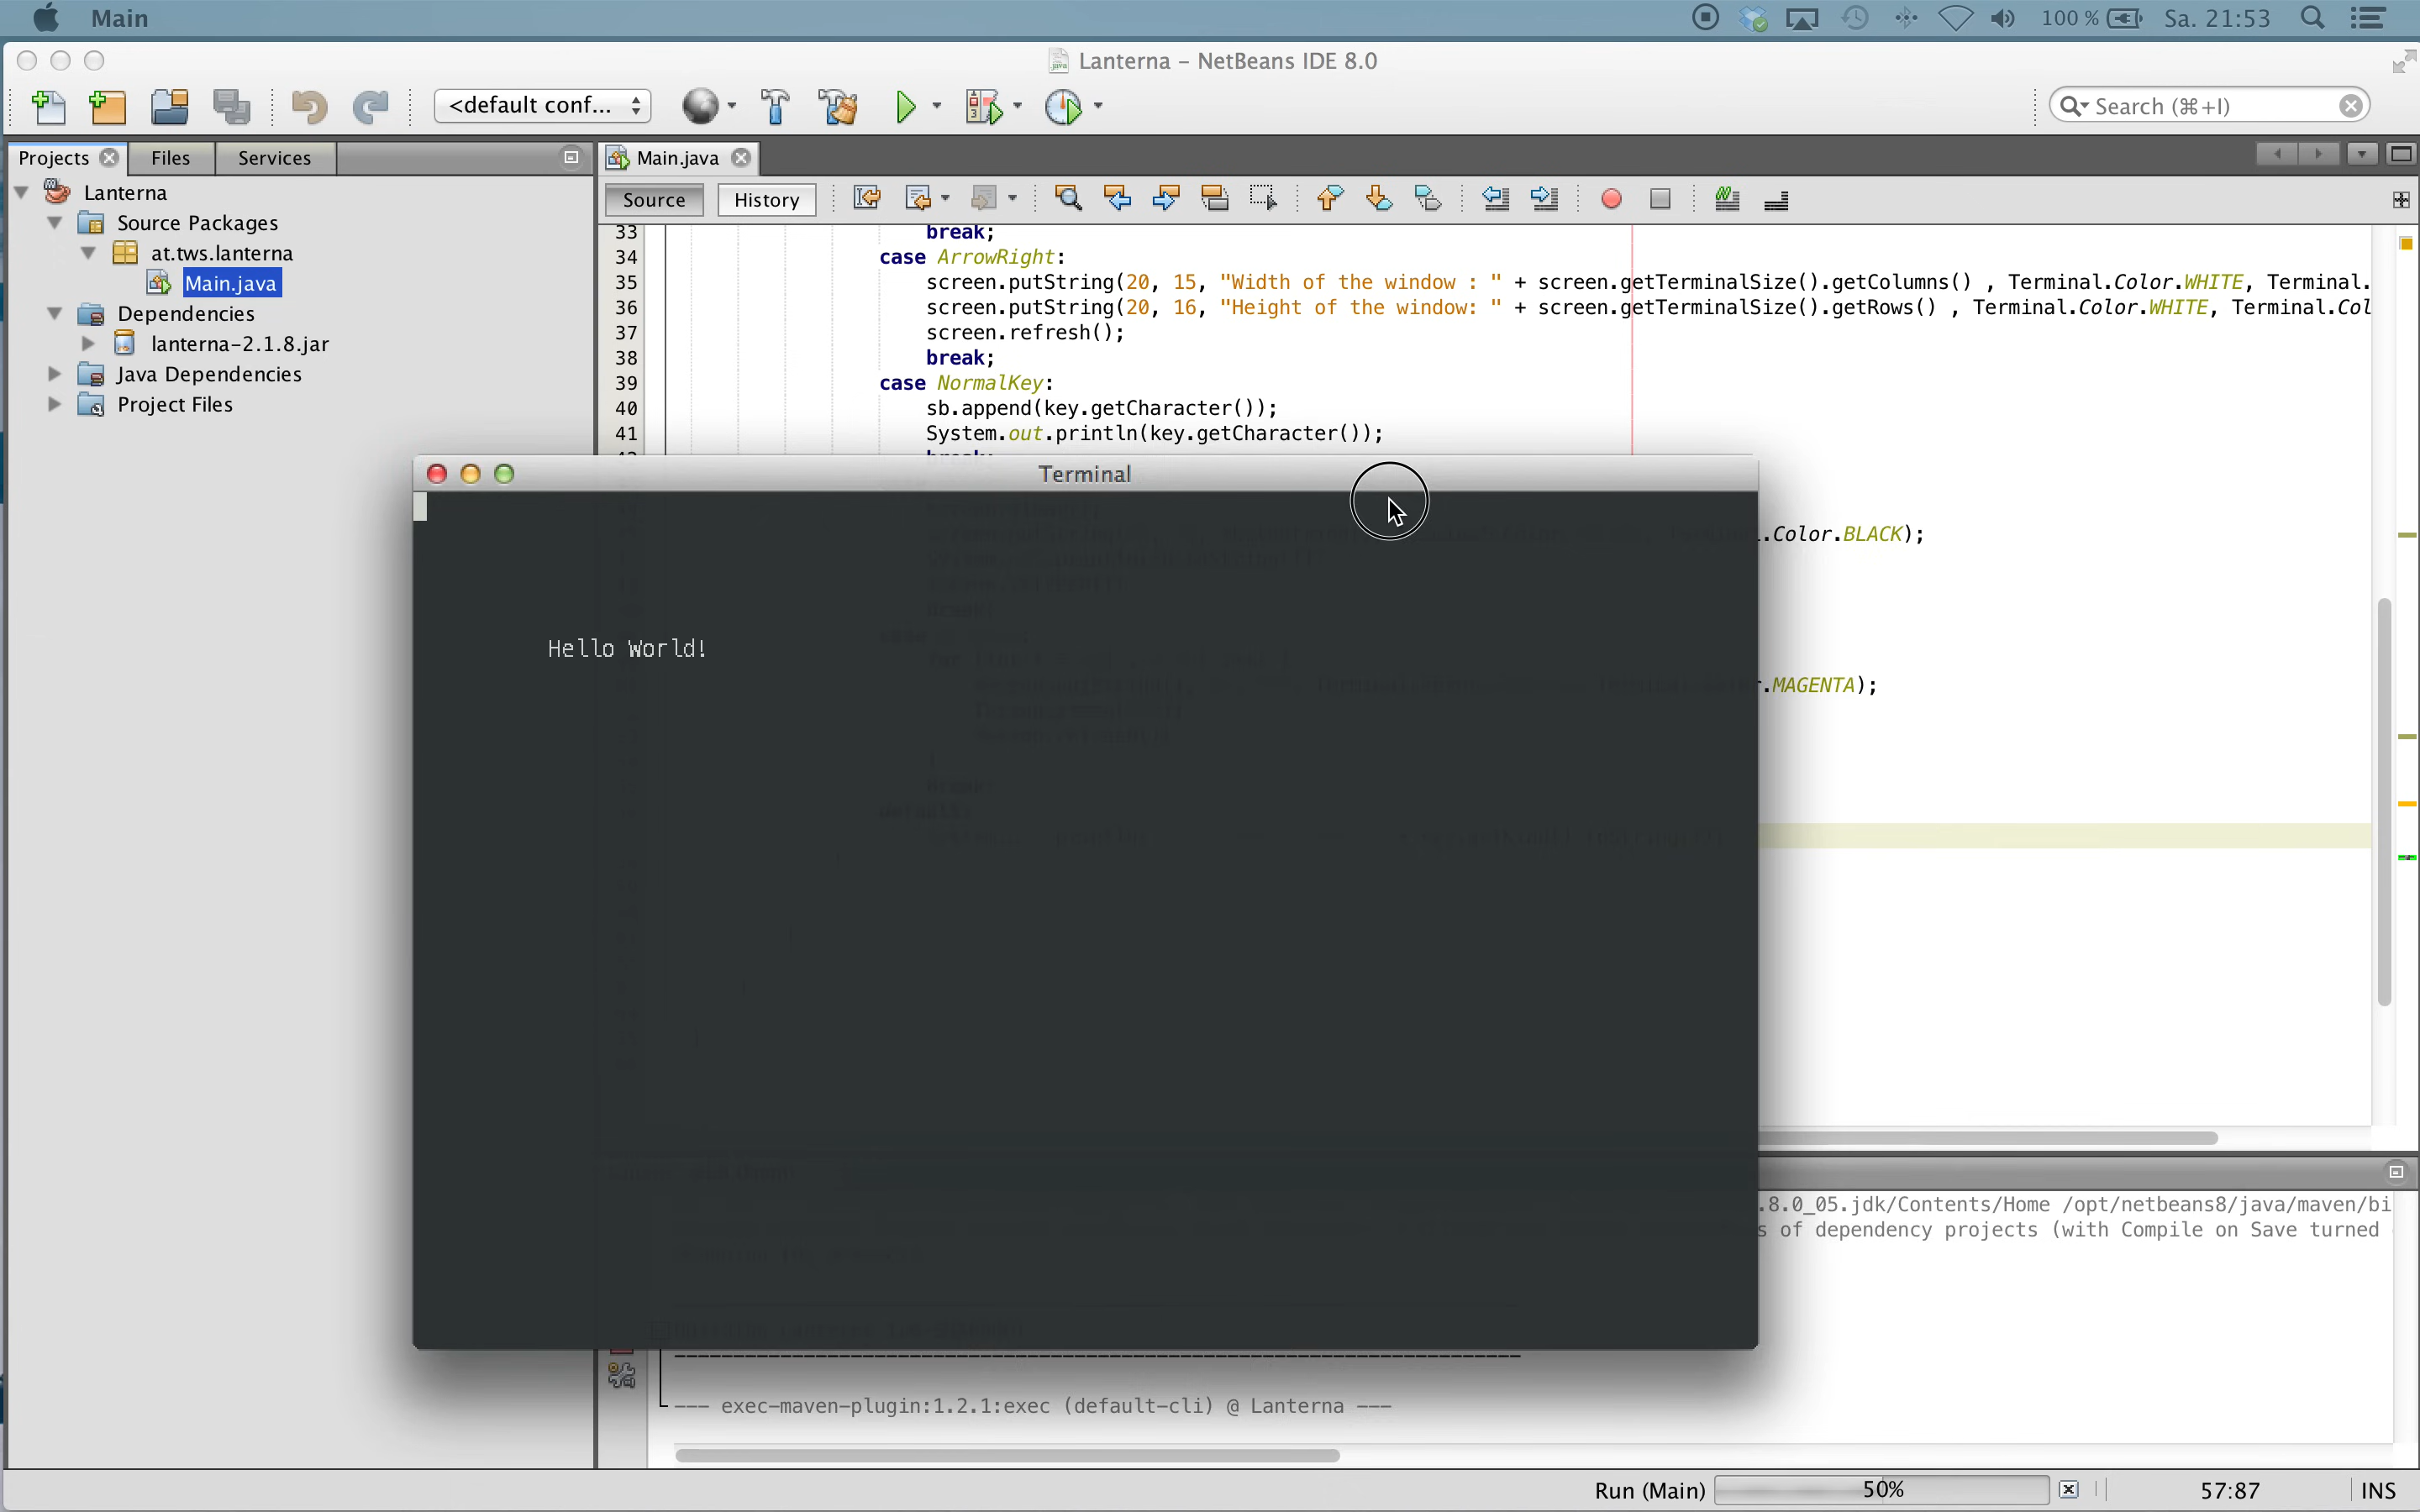 Main
100 %
Sa. 21:53
Lanterna – NetBeans IDE 8.0
<default conf...
Search (⌘+I)
Projects
Files
Services
Main.java
Source
History
Lanterna
Source Packages
at.tws.lanterna
Main.java
Dependencies
lanterna-2.1.8.jar
Java Dependencies
Project Files
33 break;
34 case ArrowRight:
35 screen.putString(20, 15, "Width of the window : " + screen.getTerminalSize().getColumns() , Terminal.Color.WHITE, Terminal.
36 screen.putString(20, 16, "Height of the window: " + screen.getTerminalSize().getRows() , Terminal.Color.WHITE, Terminal.Col
37 screen.refresh();
38 break;
39 case NormalKey:
40 sb.append(key.getCharacter());
41 System.out.println(key.getCharacter());
Terminal
.Color.BLACK);
Hello World!
.MAGENTA);
.8.0_05.jdk/Contents/Home /opt/netbeans8/java/maven/bi
s of dependency projects (with Compile on Save turned
--- exec-maven-plugin:1.2.1:exec (default-cli) @ Lanterna ---
Run (Main)
50%
57:87
INS